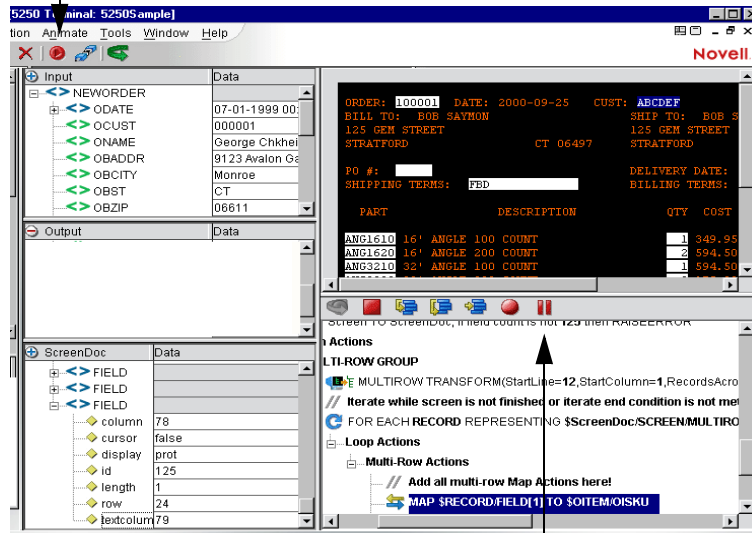 [5250 Terminal: 5250Sample]
tion Animate Tools Window Help
Novell
Input Data
NEWORDER
ODATE 07-01-1999 00:
OCUST 000001
ONAME George Chkhei
OBADDR 9123 Avalon Ga
OBCITY Monroe
OBST CT
OBZIP 06611
Output Data
ScreenDoc Data
FIELD
FIELD
FIELD
column 78
cursor false
display prot
id 125
length 1
row 24
textcolum 79
ORDER: 100001 DATE: 2000-09-25 CUST: ABCDEF
BILL TO: BOB SAYMON SHIP TO: BOB S
125 GEM STREET 125 GEM STREET
STRATFORD CT 06497 STRATFORD
PO #: DELIVERY DATE:
SHIPPING TERMS: FBD BILLING TERMS:
PART DESCRIPTION QTY COST
ANG1610 16' ANGLE 100 COUNT 1 349.95
ANG1620 16' ANGLE 200 COUNT 2 594.50
ANG3210 32' ANGLE 100 COUNT 1 594.50
Screen TO ScreenDoc, if field count is not 125 then RAISEERROR
n Actions
LTI-ROW GROUP
MULTIROW TRANSFORM(StartLine=12,StartColumn=1,RecordsAcro
// Iterate while screen is not finished or iterate end condition is not met
FOR EACH RECORD REPRESENTING $ScreenDoc/SCREEN/MULTIRO
Loop Actions
Multi-Row Actions
// Add all multi-row Map Actions here!
MAP $RECORD/FIELD[1] TO $OITEM/OISKU